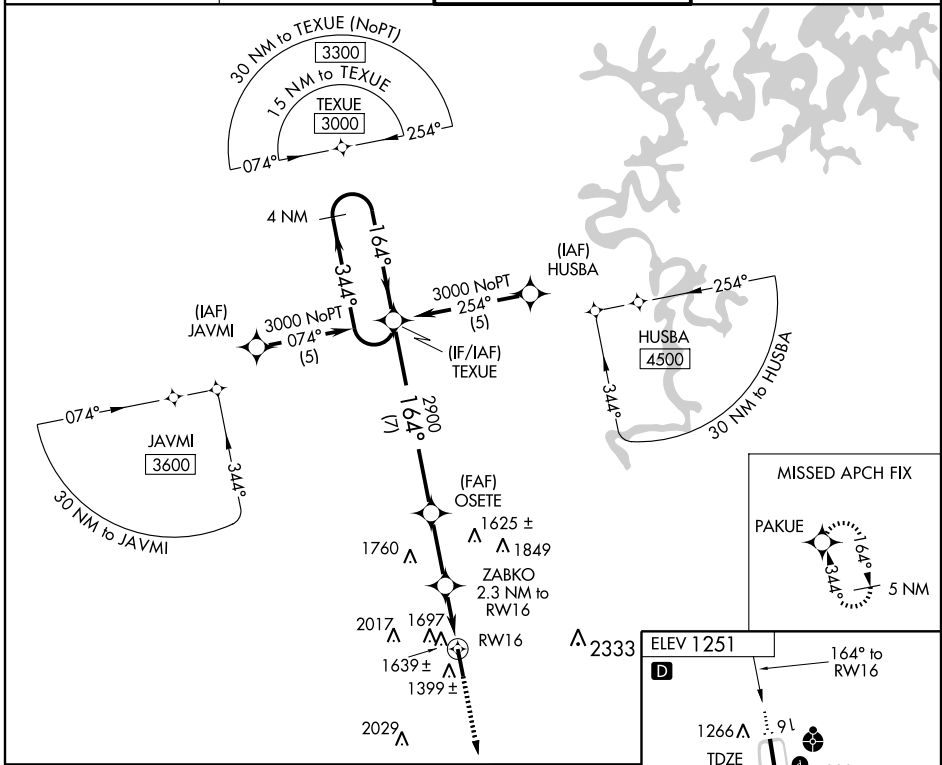 30 NM to TEXUE (NoPT)
3300
15 NM to TEXUE
TEXUE
3000
074°
254°
4 NM
164°
344°
(IAF)
HUSBA
3000 NoPT
254°
(5)
(IAF)
JAVMI
3000 NoPT
074°
(5)
(IF/IAF)
TEXUE
254°
HUSBA
4500
344°
30 NM to HUSBA
2900
164°
(7)
074°
JAVMI
3600
344°
30 NM to JAVMI
(FAF)
OSETE
1625 ±
1849
1760
ZABKO
2.3 NM to
RW16
2017
1697
RW16
1639 ±
1399 ±
2333
2029
MISSED APCH FIX
PAKUE
164°
344°
5 NM
ELEV 1251
D
164° to
RW16
1266
16
TDZE